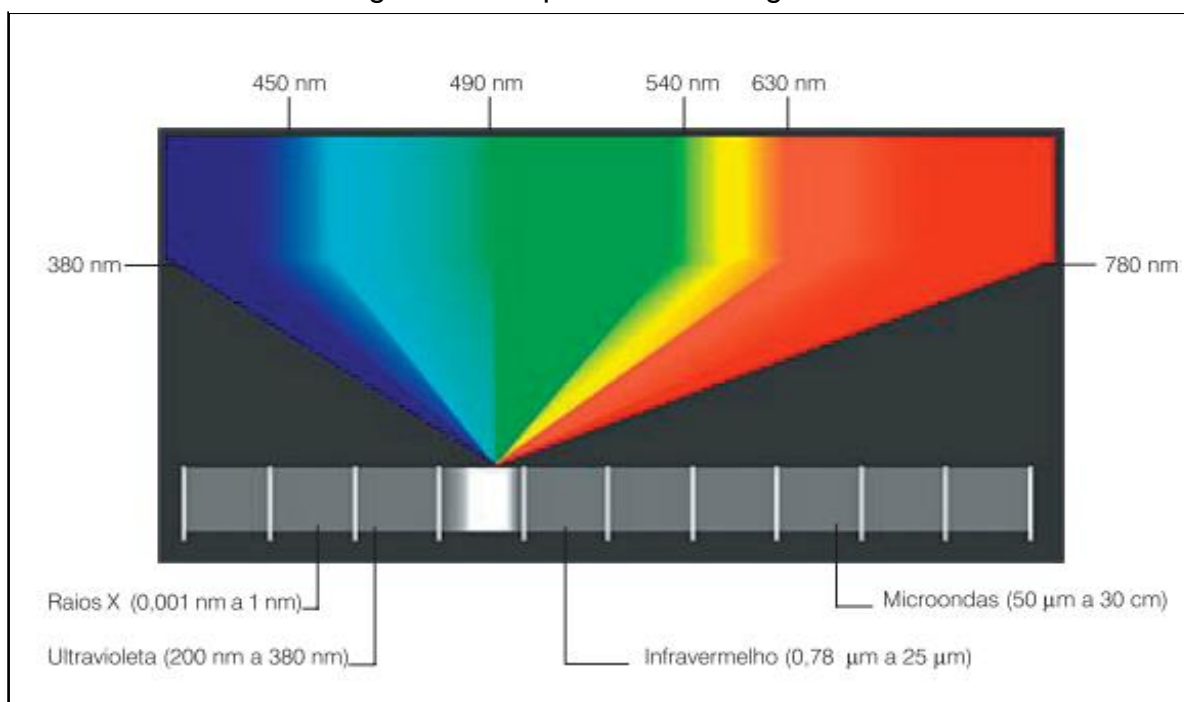 450 nm 490 nm 540 nm 630 nm
380 nm 780 nm
Raios X (0,001 nm a 1 nm) Microondas (50 μm a 30 cm)
Ultravioleta (200 nm a 380 nm) Infravermelho (0,78 μm a 25 μm)